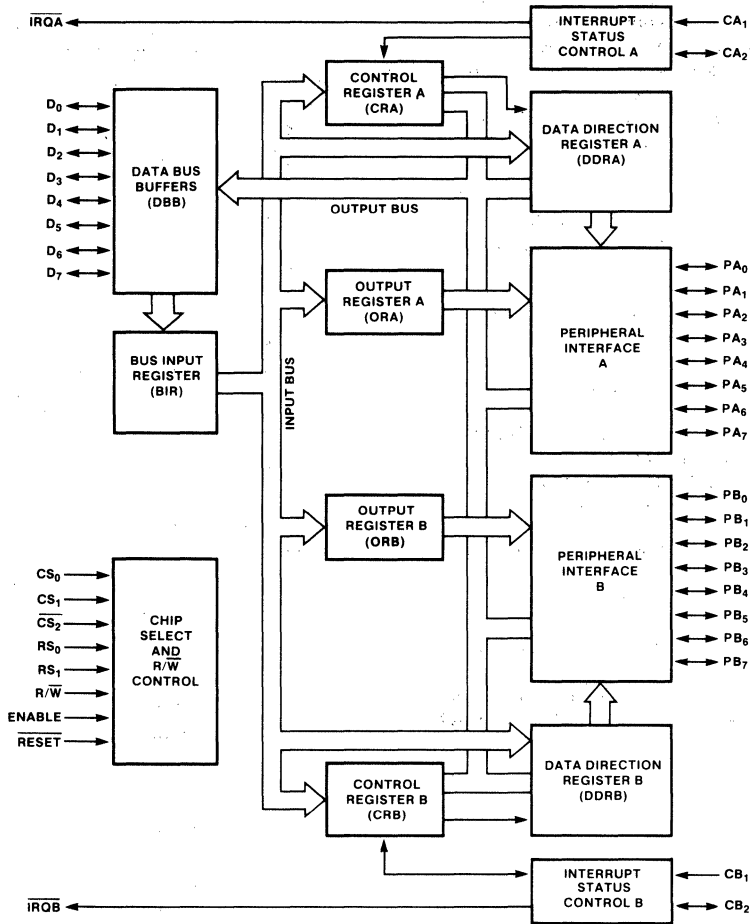 IRQA
INTERRUPT
STATUS
CONTROL A
CA1
CA2
CONTROL
REGISTER A
(CRA)
D0
D1
D2
D3
D4
D5
D6
D7
DATA BUS
BUFFERS
(DBB)
DATA DIRECTION
REGISTER A
(DDRA)
OUTPUT BUS
OUTPUT
REGISTER A
(ORA)
PERIPHERAL
INTERFACE
A
PA0
PA1
PA2
PA3
PA4
PA5
PA6
PA7
BUS INPUT
REGISTER
(BIR)
INPUT BUS
OUTPUT
REGISTER B
(ORB)
PERIPHERAL
INTERFACE
B
PB0
PB1
PB2
PB3
PB4
PB5
PB6
PB7
CS0
CS1
CS2
RS0
RS1
R/W
ENABLE
RESET
CHIP
SELECT
AND
R/W
CONTROL
CONTROL
REGISTER B
(CRB)
DATA DIRECTION
REGISTER B
(DDRB)
INTERRUPT
STATUS
CONTROL B
CB1
CB2
IRQB